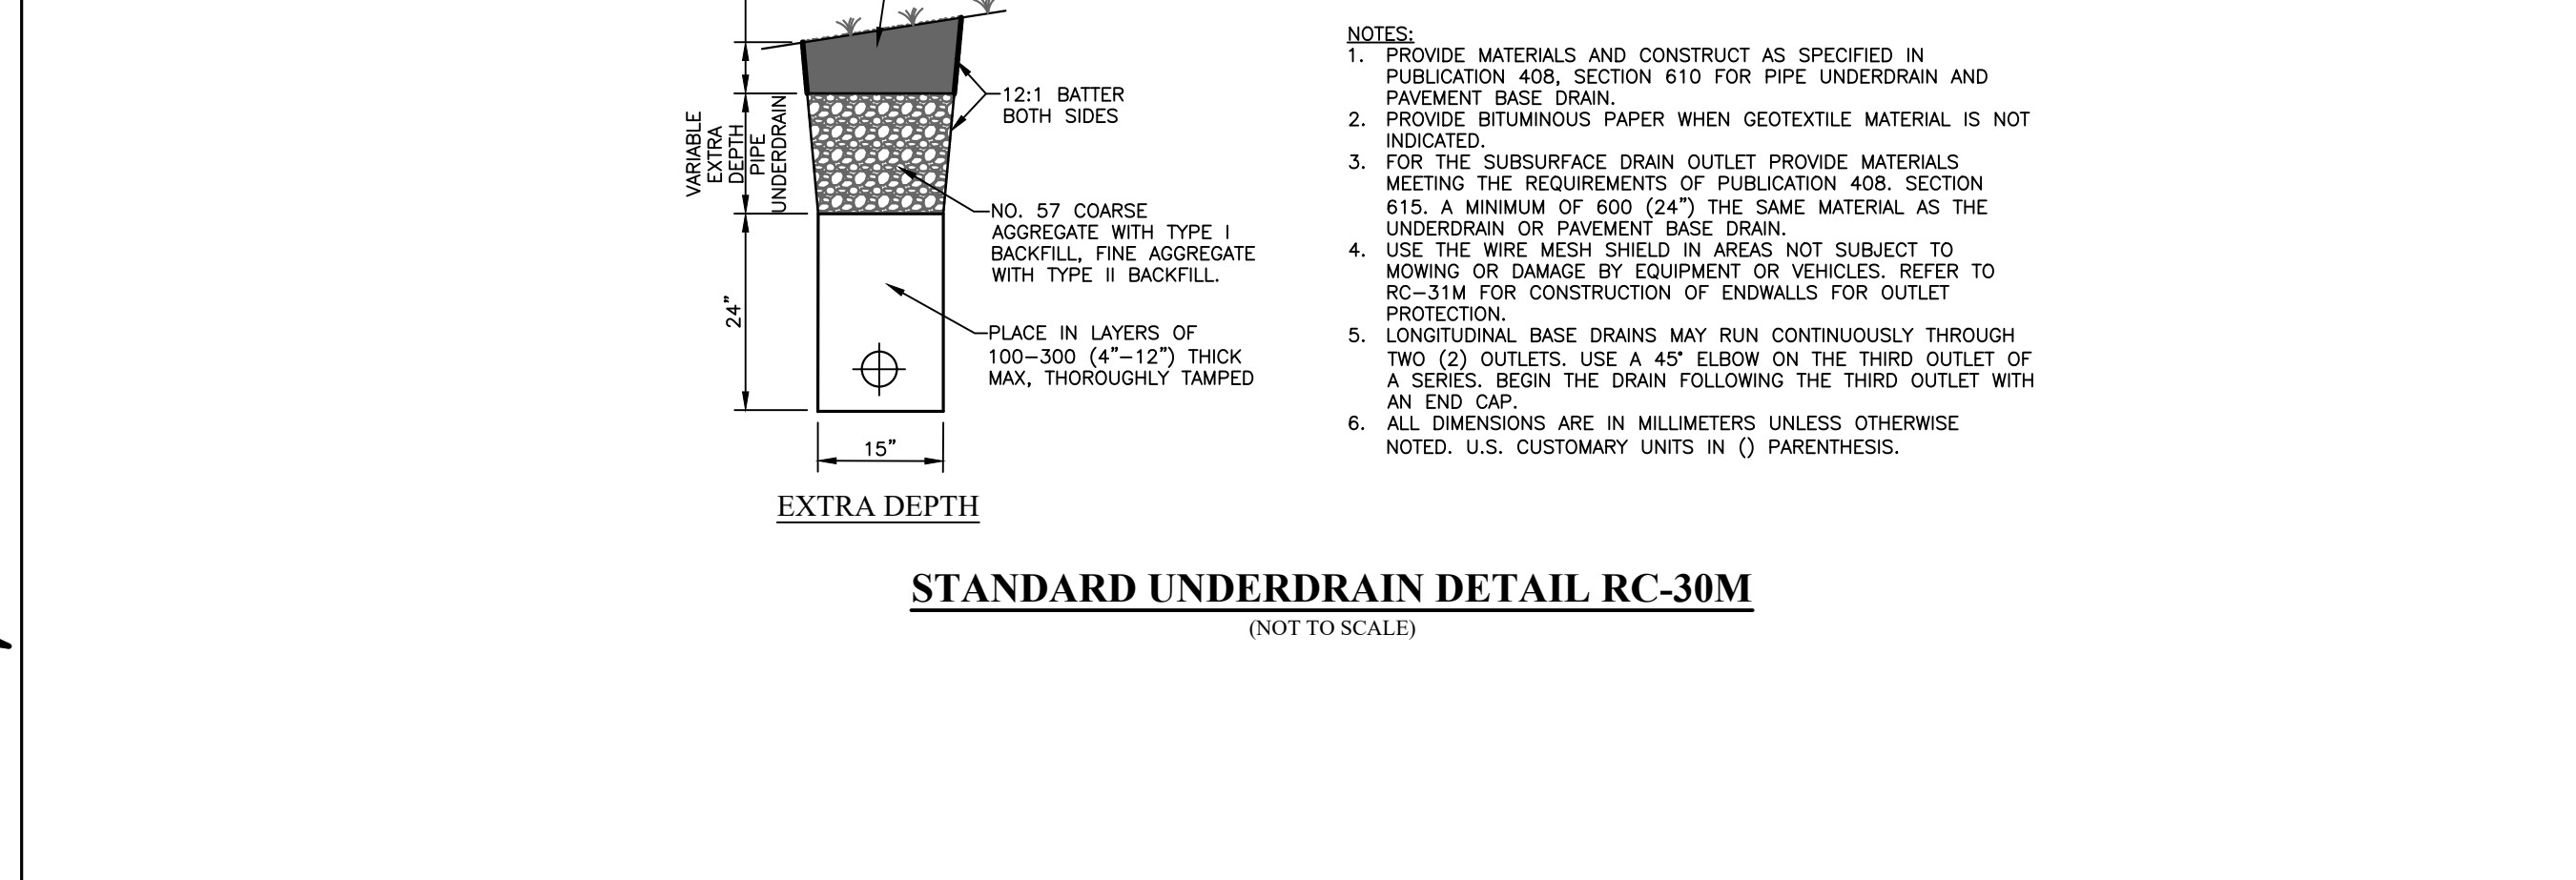 12:1 BATTER
BOTH SIDES
VARIABLE
EXTRA
DEPTH
PIPE
UNDERDRAIN
NO. 57 COARSE
AGGREGATE WITH TYPE I
BACKFILL, FINE AGGREGATE
WITH TYPE II BACKFILL.
24”
PLACE IN LAYERS OF
100–300 (4”–12”) THICK
MAX, THOROUGHLY TAMPED
15”
EXTRA DEPTH
NOTES:
1. PROVIDE MATERIALS AND CONSTRUCT AS SPECIFIED IN
PUBLICATION 408, SECTION 610 FOR PIPE UNDERDRAIN AND
PAVEMENT BASE DRAIN.
2. PROVIDE BITUMINOUS PAPER WHEN GEOTEXTILE MATERIAL IS NOT
INDICATED.
3. FOR THE SUBSURFACE DRAIN OUTLET PROVIDE MATERIALS
MEETING THE REQUIREMENTS OF PUBLICATION 408. SECTION
615. A MINIMUM OF 600 (24”) THE SAME MATERIAL AS THE
UNDERDRAIN OR PAVEMENT BASE DRAIN.
4. USE THE WIRE MESH SHIELD IN AREAS NOT SUBJECT TO
MOWING OR DAMAGE BY EQUIPMENT OR VEHICLES. REFER TO
RC–31M FOR CONSTRUCTION OF ENDWALLS FOR OUTLET
PROTECTION.
5. LONGITUDINAL BASE DRAINS MAY RUN CONTINUOUSLY THROUGH
TWO (2) OUTLETS. USE A 45° ELBOW ON THE THIRD OUTLET OF
A SERIES. BEGIN THE DRAIN FOLLOWING THE THIRD OUTLET WITH
AN END CAP.
6. ALL DIMENSIONS ARE IN MILLIMETERS UNLESS OTHERWISE
NOTED. U.S. CUSTOMARY UNITS IN () PARENTHESIS.
STANDARD UNDERDRAIN DETAIL RC-30M
(NOT TO SCALE)